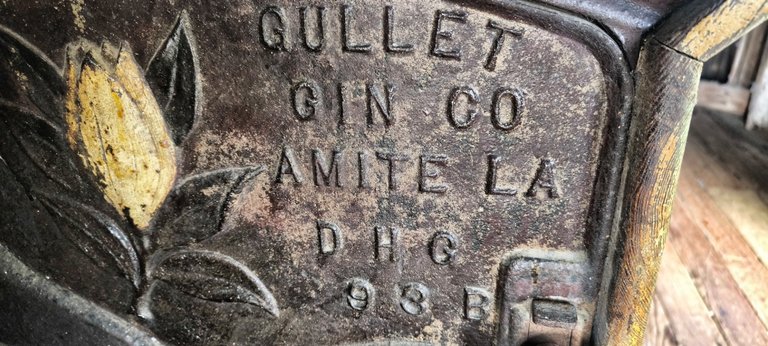 GULLET
GIN CO
AMITE LA
D H G
93 B